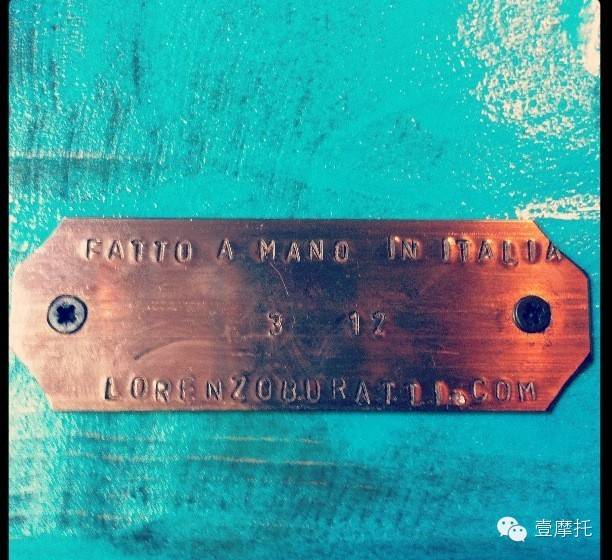 FATTO A MANO IN ITALIA
3 12
LORENZOBURATTI.COM
壹摩托